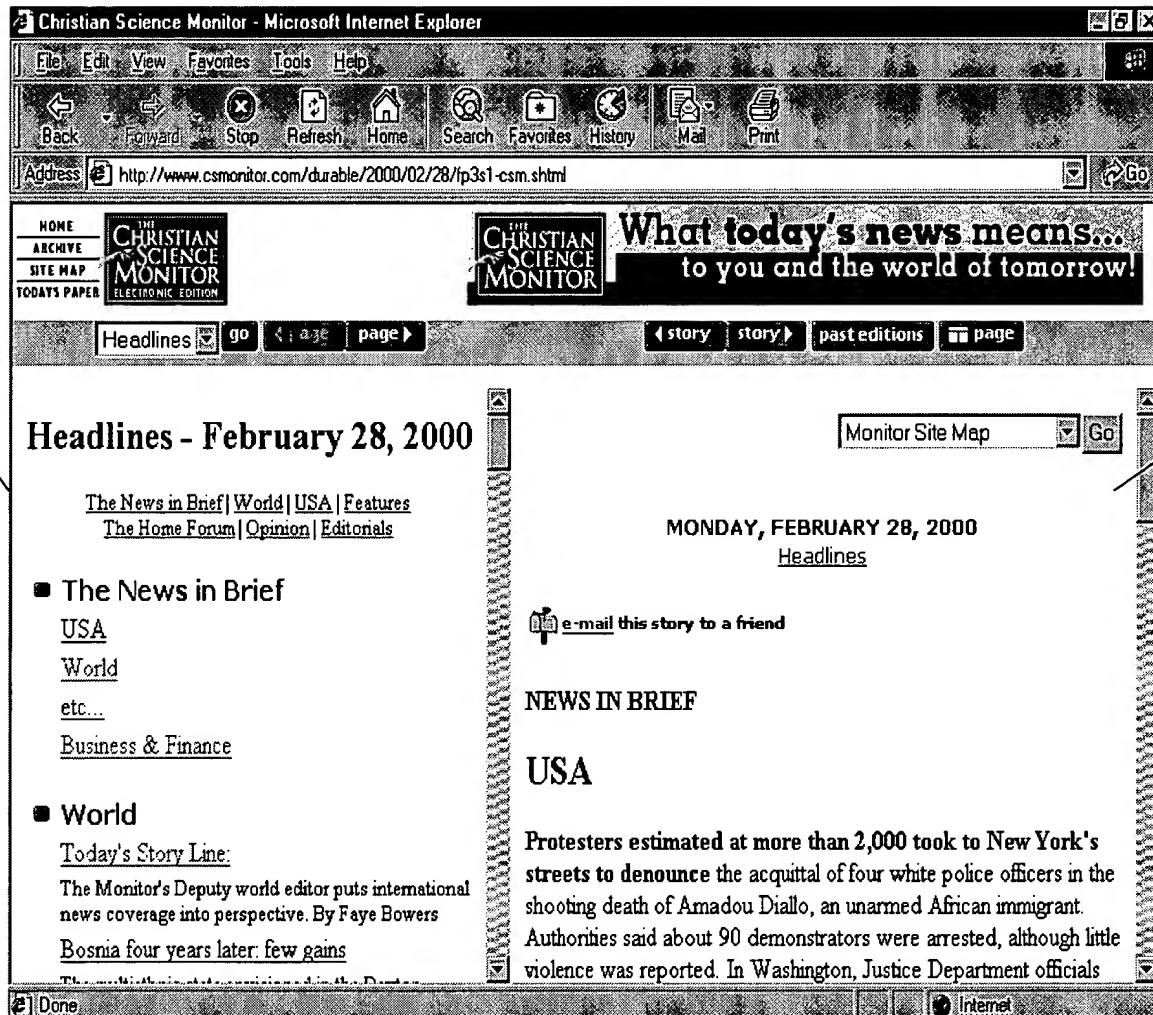 Christian Science Monitor - Microsoft Internet Explorer
File Edit View Favorites Tools Help
Back Forward Stop Refresh Home Search Favorites History Mail Print
Address http://www.csmonitor.com/durable/2000/02/28/fp3s1-csm.shtml Go
HOME
ARCHIVE
SITE MAP
TODAY'S PAPER
THE
CHRISTIAN
SCIENCE
MONITOR
ELECTRONIC EDITION
THE
CHRISTIAN
SCIENCE
MONITOR
What today's news means...
to you and the world of tomorrow!
Headlines go page page story story past editions page
Headlines - February 28, 2000
The News in Brief | World | USA | Features
The Home Forum | Opinion | Editorials
The News in Brief
USA
World
etc...
Business & Finance
World
Today's Story Line:
The Monitor's Deputy world editor puts international
news coverage into perspective. By Faye Bowers
Bosnia four years later: few gains
Monitor Site Map Go
MONDAY, FEBRUARY 28, 2000
Headlines
e-mail this story to a friend
NEWS IN BRIEF
USA
Protesters estimated at more than 2,000 took to New York's
streets to denounce the acquittal of four white police officers in the
shooting death of Amadou Diallo, an unarmed African immigrant.
Authorities said about 90 demonstrators were arrested, although little
violence was reported. In Washington, Justice Department officials
Done Internet